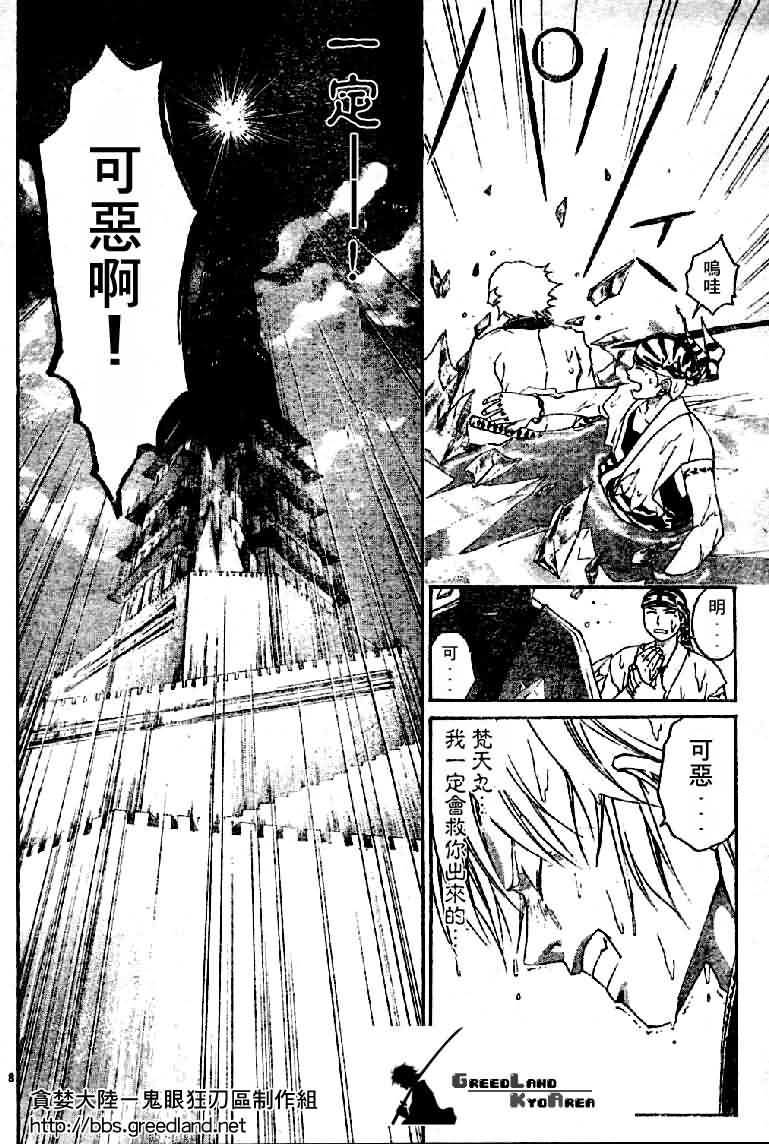 嗚
哇
明...
可...
可惡...
梵天丸...
我一定會救你出來的...
一定——！
可惡啊！
8
貪婪大陸一鬼眼狂刃區制作組
http://bbs.greedland.net
GREEDLAND
KYOAREA